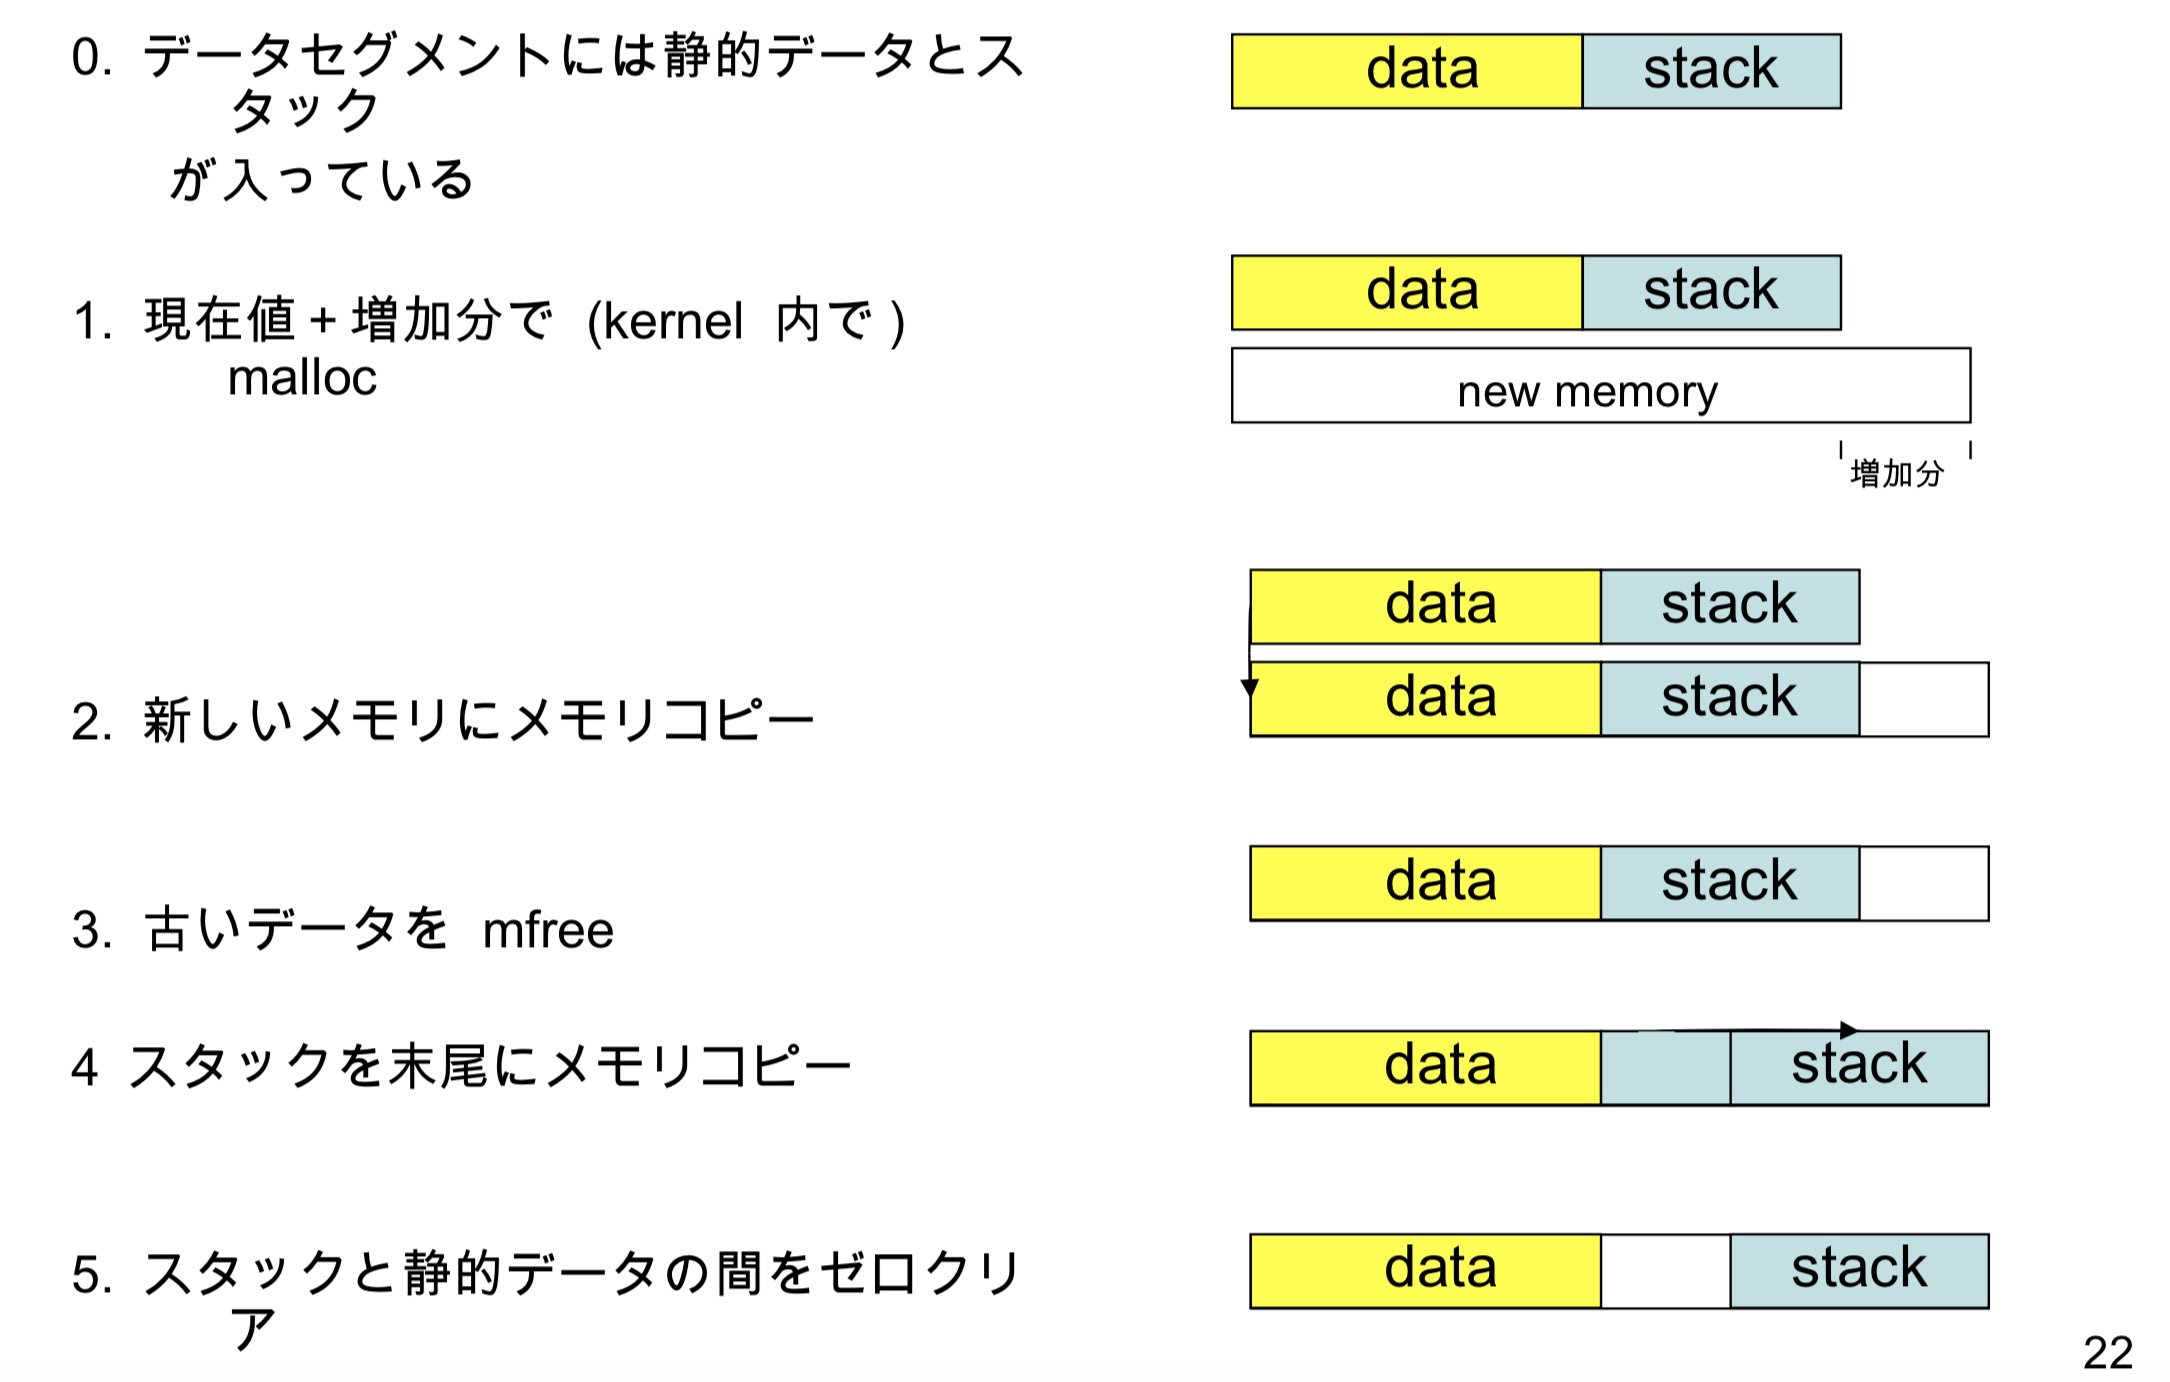 0. データセグメントには静的データとス
タック
が入っている
data stack
1. 現在値+増加分で (kernel 内で)
malloc
data stack
new memory
増加分
2. 新しいメモリにメモリコピー
data stack
data stack
3. 古いデータを mfree
data stack
4 スタックを末尾にメモリコピー
data stack
5. スタックと静的データの間をゼロクリ
ア
data stack
22